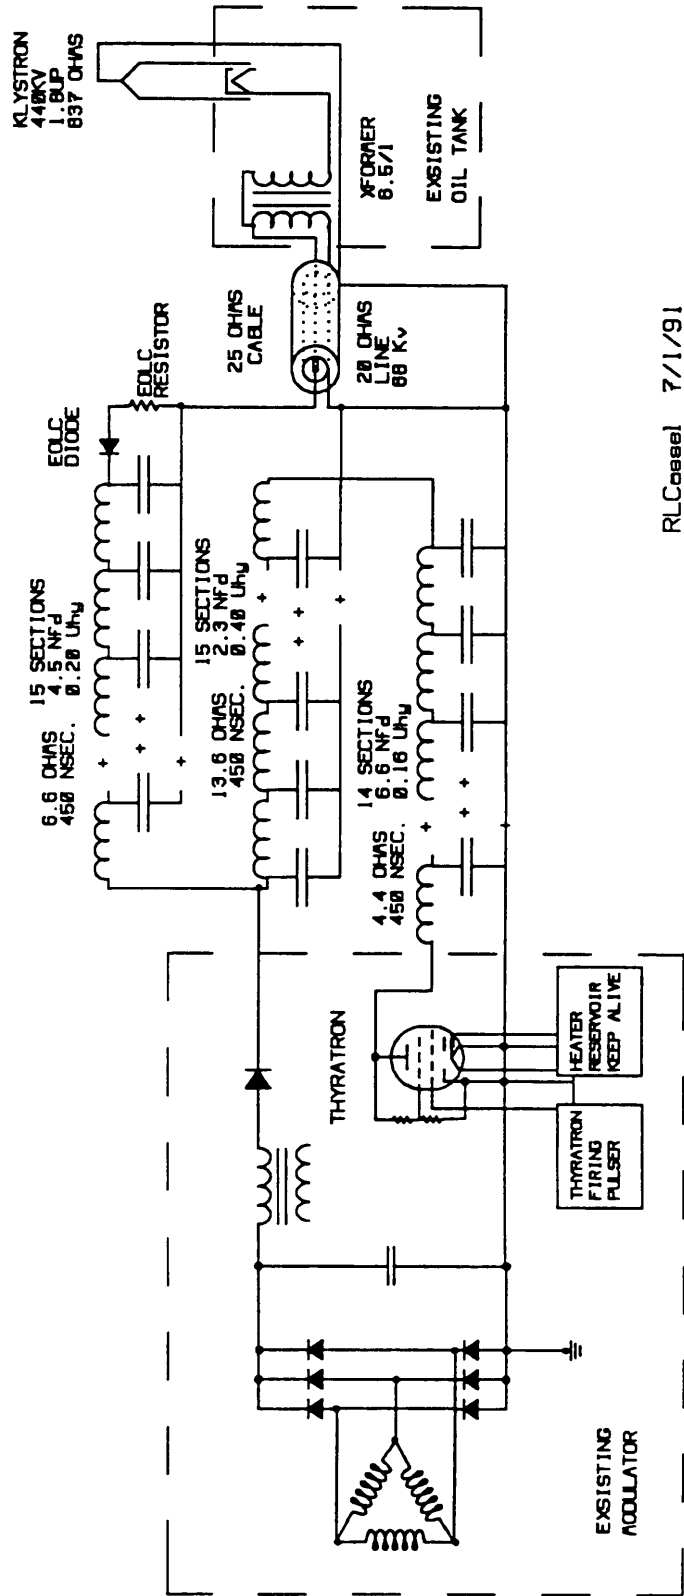 KLYSTRON
440KV
1.8UP
837 OHMS
XFORMER
6.5/1
EXSISTING
OIL TANK
25 OHMS
CABLE
20 OHMS
LINE
68 Kv
EOLC
RESISTOR
EOLC
DIODE
15 SECTIONS
4.5 Nfd
0.20 Uhy
6.6 OHMS
450 NSEC.
15 SECTIONS
2.3 Nfd
0.40 Uhy
13.6 OHMS
450 NSEC.
14 SECTIONS
6.6 Nfd
0.16 Uhy
4.4 OHMS
450 NSEC.
THYRATRON
HEATER
RESERVOIR
KEEP ALIVE
THYRATRON
FIRING
PULSER
EXSISTING
MODULATOR
RLCassel 7/1/91